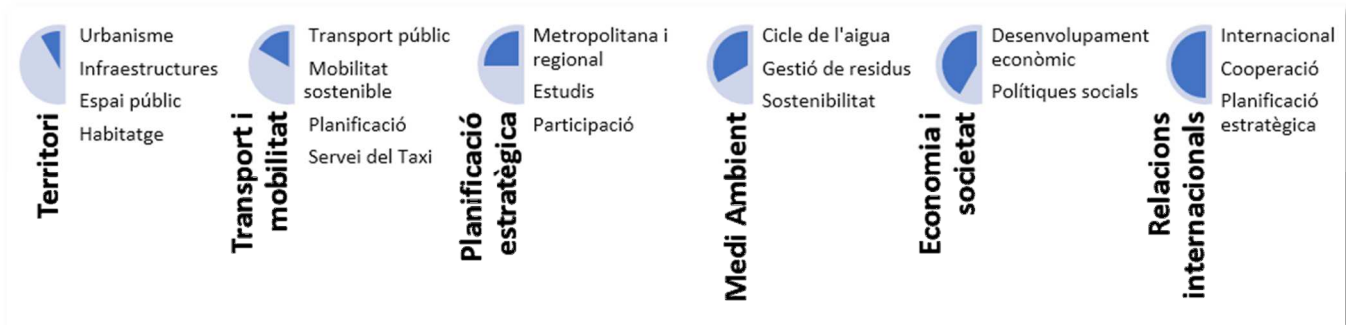 Territori
Urbanisme
Infraestructures
Espai públic
Habitatge
Transport i
mobilitat
Transport públic
Mobilitat
sostenible
Planificació
Servei del Taxi
Planificació
estratègica
Metropolitana i
regional
Estudis
Participació
Medi Ambient
Cicle de l'aigua
Gestió de residus
Sostenibilitat
Economia i
societat
Desenvolupament
econòmic
Polítiques socials
Relacions
internacionals
Internacional
Cooperació
Planificació
estratègica